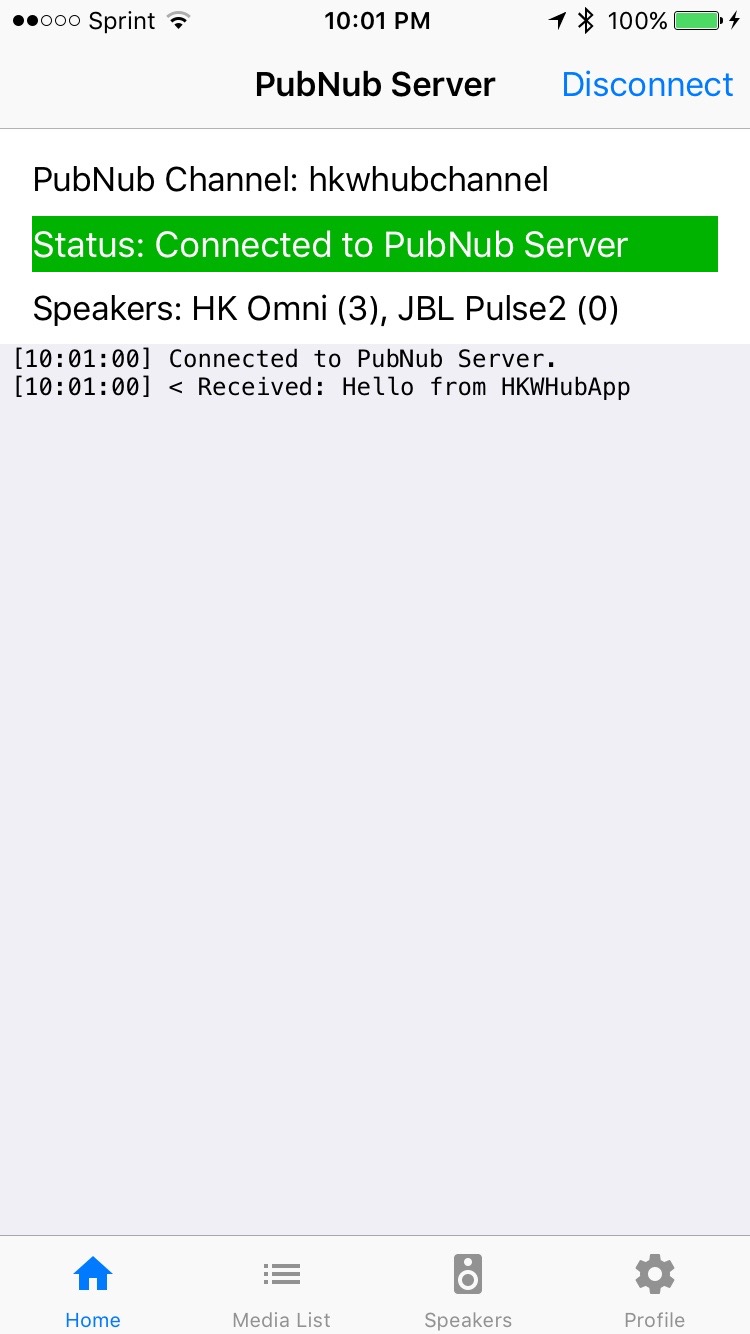 Sprint 10:01 PM 100%
PubNub Server Disconnect
PubNub Channel: hkwhubchannel
Status: Connected to PubNub Server
Speakers: HK Omni (3), JBL Pulse2 (0)
[10:01:00] Connected to PubNub Server.
[10:01:00] < Received: Hello from HKWHubApp
Home Media List Speakers Profile